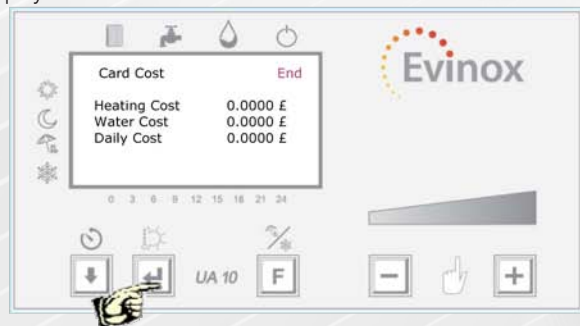 Card Cost End
Heating Cost 0.0000 £
Water Cost 0.0000 £
Daily Cost 0.0000 £
Evinox
0 3 6 9 12 15 18 21 24
UA 10 F